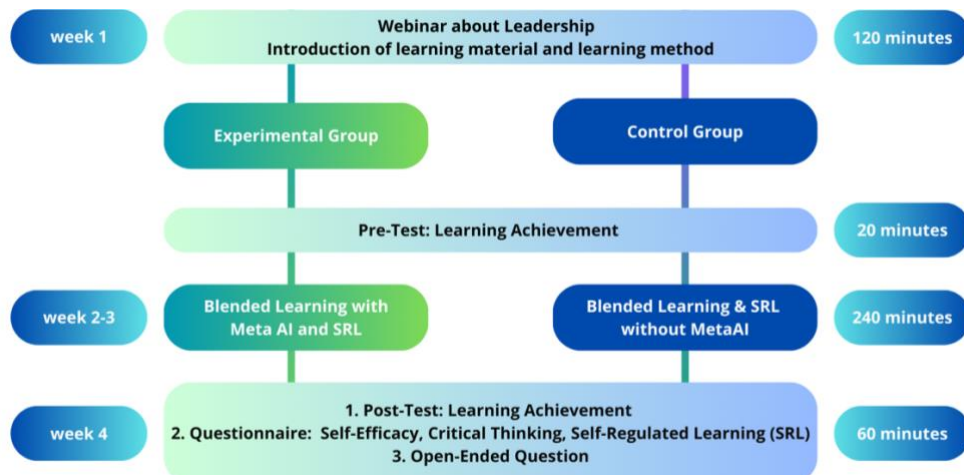 week 1
Webinar about Leadership
Introduction of learning material and learning method
120 minutes
Experimental Group
Control Group
Pre-Test: Learning Achievement
20 minutes
week 2-3
Blended Learning with
Meta AI and SRL
Blended Learning & SRL
without MetaAI
240 minutes
week 4
1. Post-Test: Learning Achievement
2. Questionnaire: Self-Efficacy, Critical Thinking, Self-Regulated Learning (SRL)
3. Open-Ended Question
60 minutes